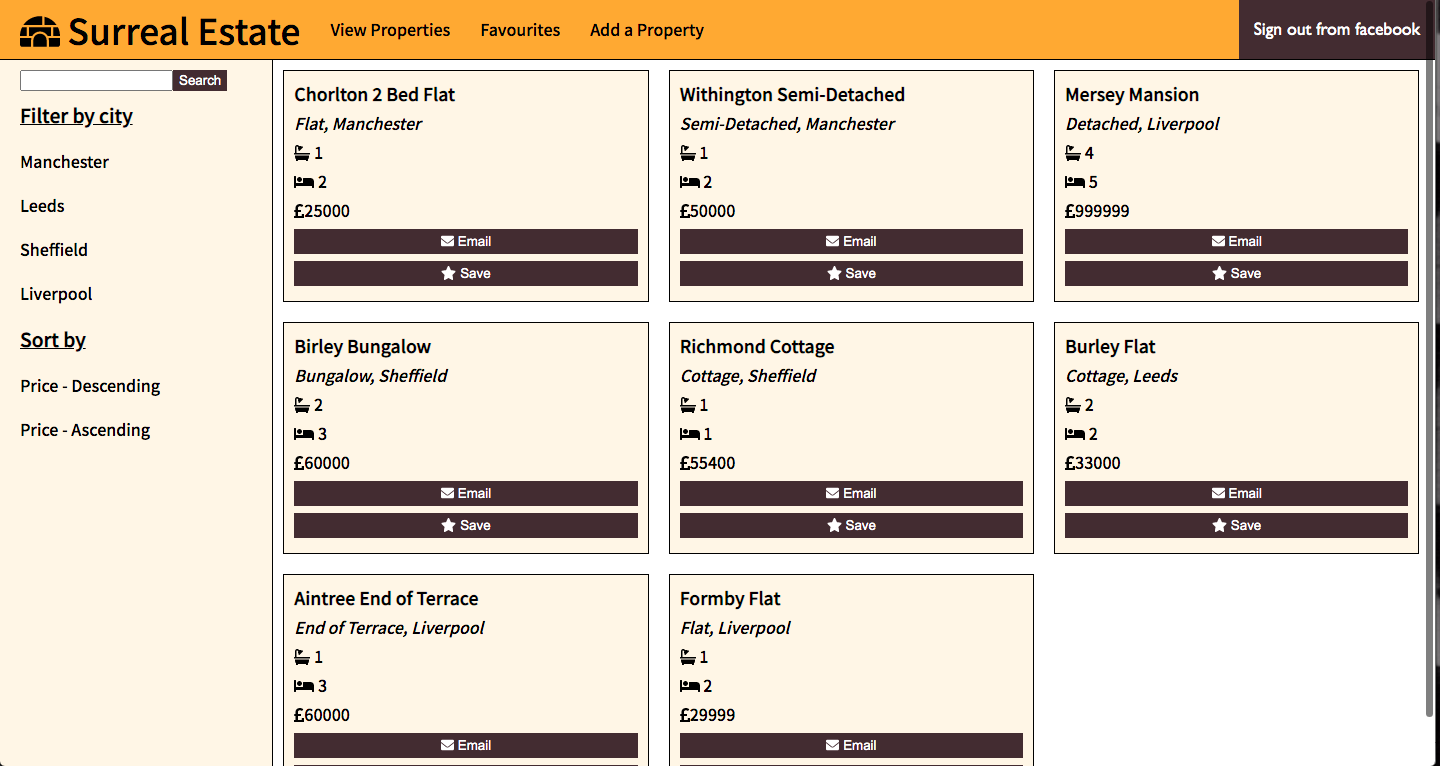 Surreal Estate
View Properties
Favourites
Add a Property
Sign out from facebook
Search
Filter by city
Manchester
Leeds
Sheffield
Liverpool
Sort by
Price - Descending
Price - Ascending
Chorlton 2 Bed Flat
Flat, Manchester
1
2
£25000
Email
Save
Withington Semi-Detached
Semi-Detached, Manchester
1
2
£50000
Email
Save
Mersey Mansion
Detached, Liverpool
4
5
£999999
Email
Save
Birley Bungalow
Bungalow, Sheffield
2
3
£60000
Email
Save
Richmond Cottage
Cottage, Sheffield
1
1
£55400
Email
Save
Burley Flat
Cottage, Leeds
2
2
£33000
Email
Save
Aintree End of Terrace
End of Terrace, Liverpool
1
3
£60000
Email
Formby Flat
Flat, Liverpool
1
2
£29999
Email